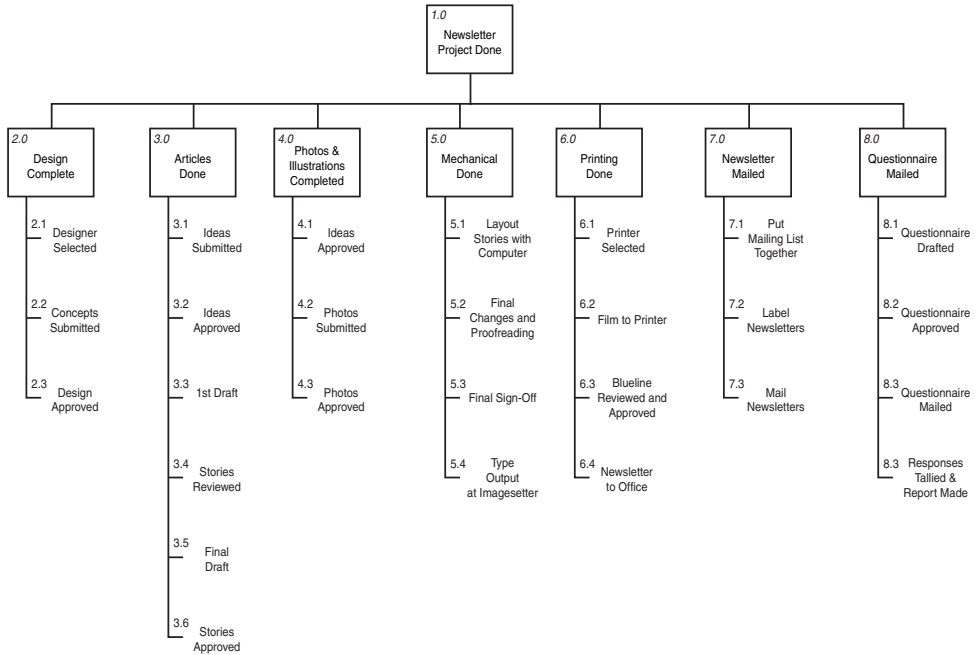 1.0
Newsletter
Project Done
2.0
Design
Complete
3.0
Articles
Done
4.0
Photos &
Illustrations
Completed
5.0
Mechanical
Done
6.0
Printing
Done
7.0
Newsletter
Mailed
8.0
Questionnaire
Mailed
2.1
Designer
Selected
2.2
Concepts
Submitted
2.3
Design
Approved
3.1
Ideas
Submitted
3.2
Ideas
Approved
3.3
1st Draft
3.4
Stories
Reviewed
3.5
Final
Draft
3.6
Stories
Approved
4.1
Ideas
Approved
4.2
Photos
Submitted
4.3
Photos
Approved
5.1
Layout
Stories with
Computer
5.2
Final
Changes and
Proofreading
5.3
Final Sign-Off
5.4
Type
Output
at Imagesetter
6.1
Printer
Selected
6.2
Film to Printer
6.3
Blueline
Reviewed and
Approved
6.4
Newsletter
to Office
7.1
Put
Mailing List
Together
7.2
Label
Newsletters
7.3
Mail
Newsletters
8.1
Questionnaire
Drafted
8.2
Questionnaire
Approved
8.3
Questionnaire
Mailed
8.3
Responses
Tallied &
Report Made